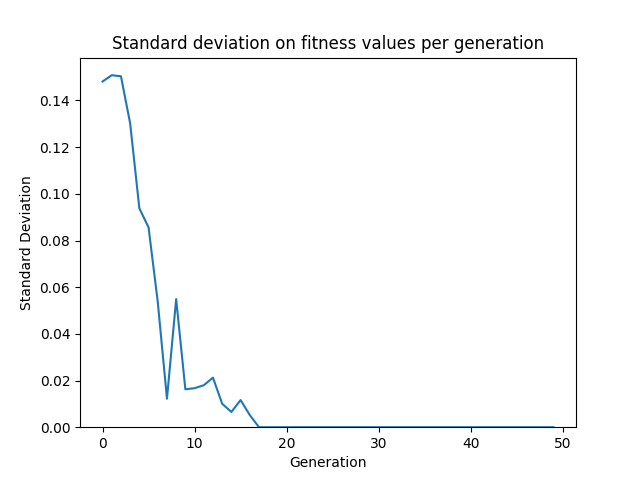 Standard deviation on fitness values per generation
0.14
0.12
0.10
0.08
0.06
0.04
0.02
0.00
Standard Deviation
0 10 20 30 40 50
Generation